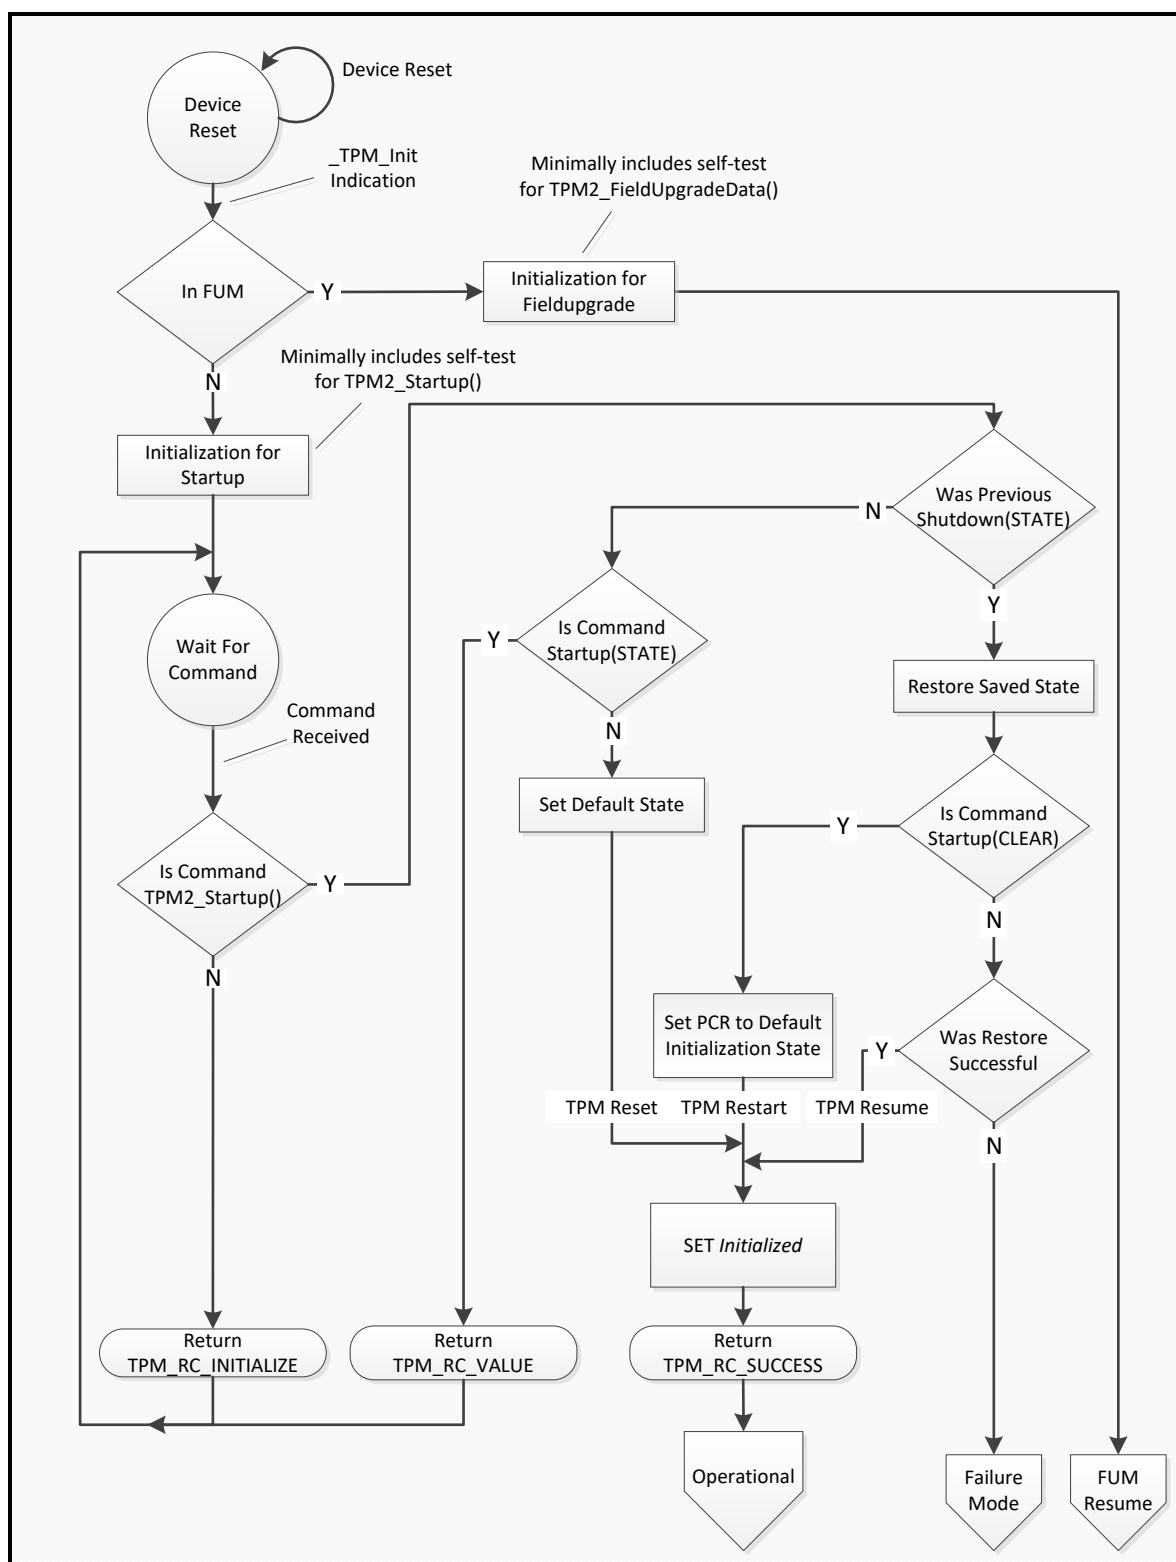 Device Reset
Device
Reset
_TPM_Init
Indication
Minimally includes self-test
for TPM2_FieldUpgradeData()
In FUM
Y
Initialization for
Fieldupgrade
N
Minimally includes self-test
for TPM2_Startup()
Initialization for
Startup
Was Previous
Shutdown(STATE)
N
Y
Is Command
Startup(STATE)
Y
N
Wait For
Command
Restore Saved State
Command
Received
Set Default State
Is Command
Startup(CLEAR)
Y
N
Is Command
TPM2_Startup()
Y
N
Set PCR to Default
Initialization State
Was Restore
Successful
Y
N
TPM Reset
TPM Restart
TPM Resume
SET Initialized
Return
TPM_RC_INITIALIZE
Return
TPM_RC_VALUE
Return
TPM_RC_SUCCESS
Operational
Failure
Mode
FUM
Resume